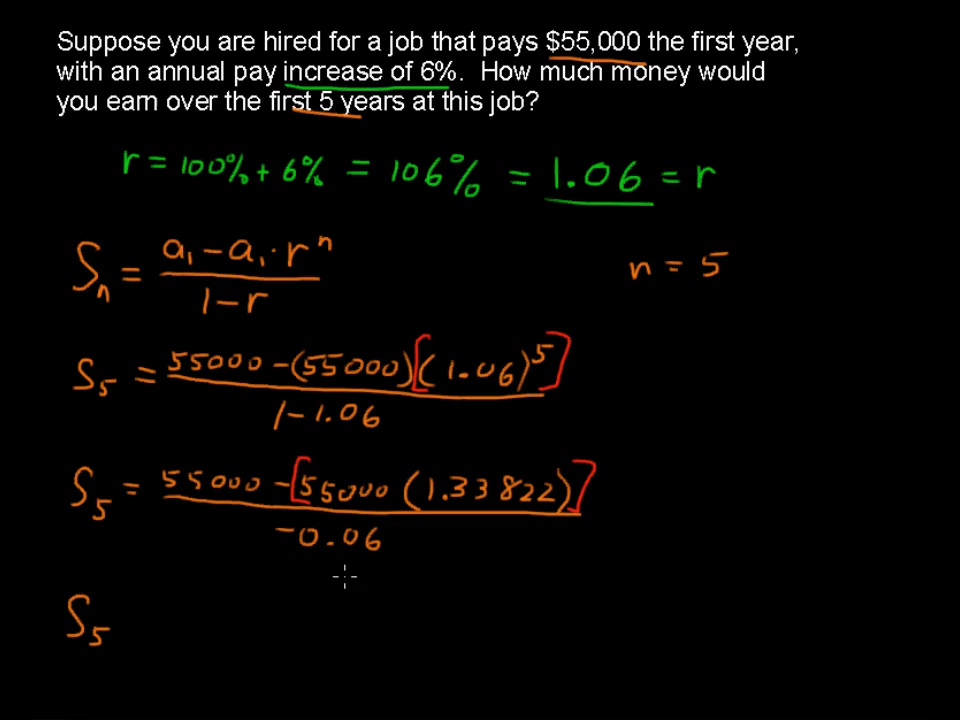 Suppose you are hired for a job that pays $55,000 the first year,
with an annual pay increase of 6%. How much money would
you earn over the first 5 years at this job?
r = 100% + 6% = 106% = 1.06 = r
Sₙ = (a₁ - a₁ · rⁿ) / (1 - r)
n = 5
S₅ = (55000 - (55000)[(1.06)⁵]) / (1 - 1.06)
S₅ = (55000 - [55000(1.33822)]) / (-0.06)
S₅